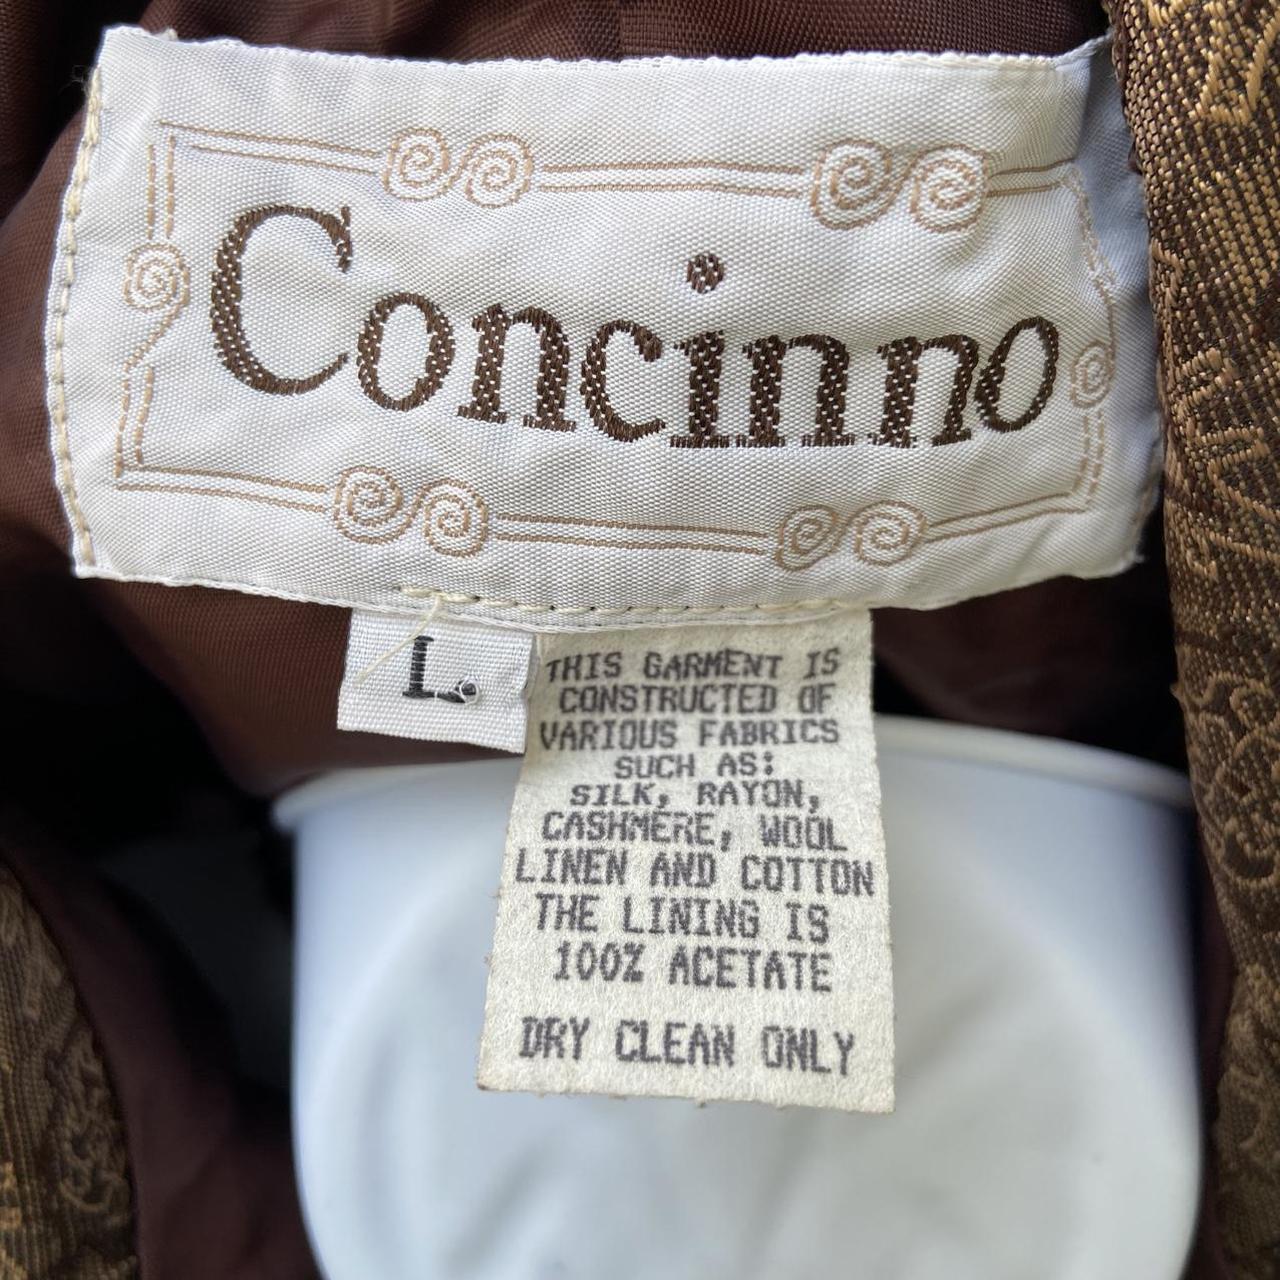 Concinno
L
THIS GARMENT IS
CONSTRUCTED OF
VARIOUS FABRICS
SUCH AS:
SILK, RAYON,
CASHMERE, WOOL
LINEN AND COTTON
THE LINING IS
100% ACETATE
DRY CLEAN ONLY